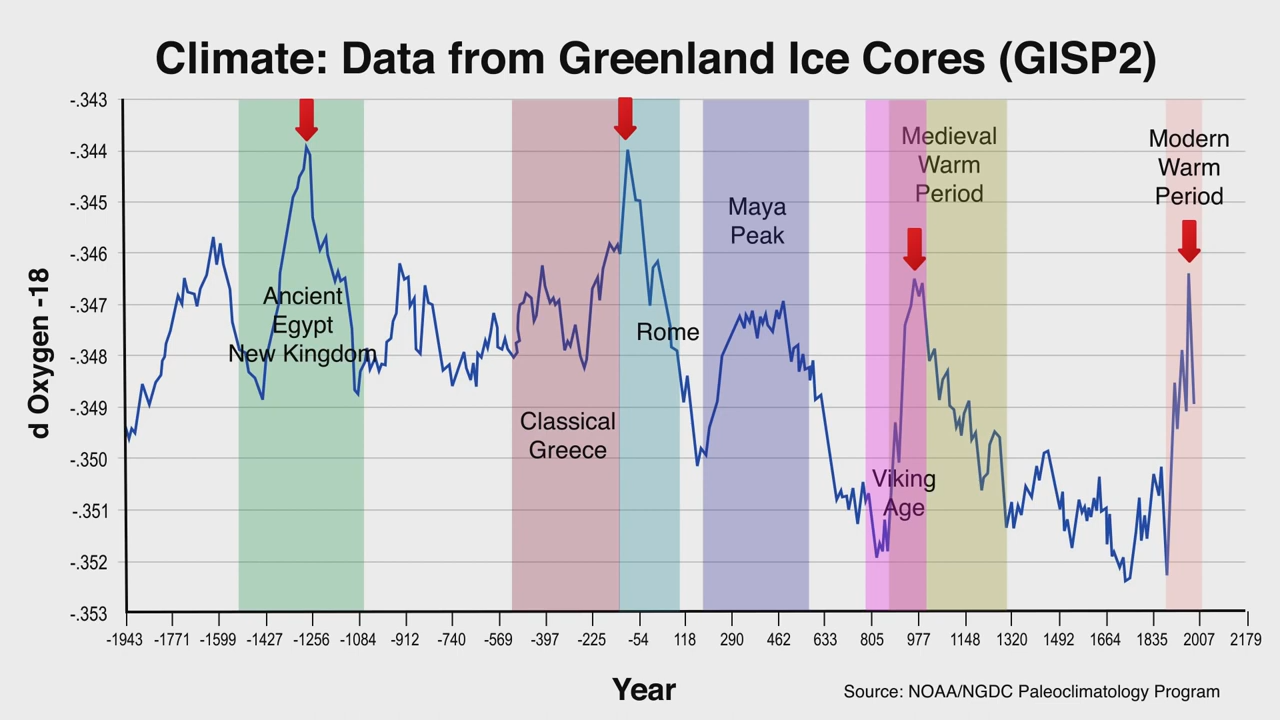 Climate: Data from Greenland Ice Cores (GISP2)
-.343
-.344
-.345
-.346
-.347
-.348
-.349
-.350
-.351
-.352
-.353
d Oxygen -18
Ancient
Egypt
New Kingdom
Classical
Greece
Rome
Maya
Peak
Viking
Age
Medieval
Warm
Period
Modern
Warm
Period
-1943 -1771 -1599 -1427 -1256 -1084 -912 -740 -569 -397 -225 -54 118 290 462 633 805 977 1148 1320 1492 1664 1835 2007 2179
Year
Source: NOAA/NGDC Paleoclimatology Program